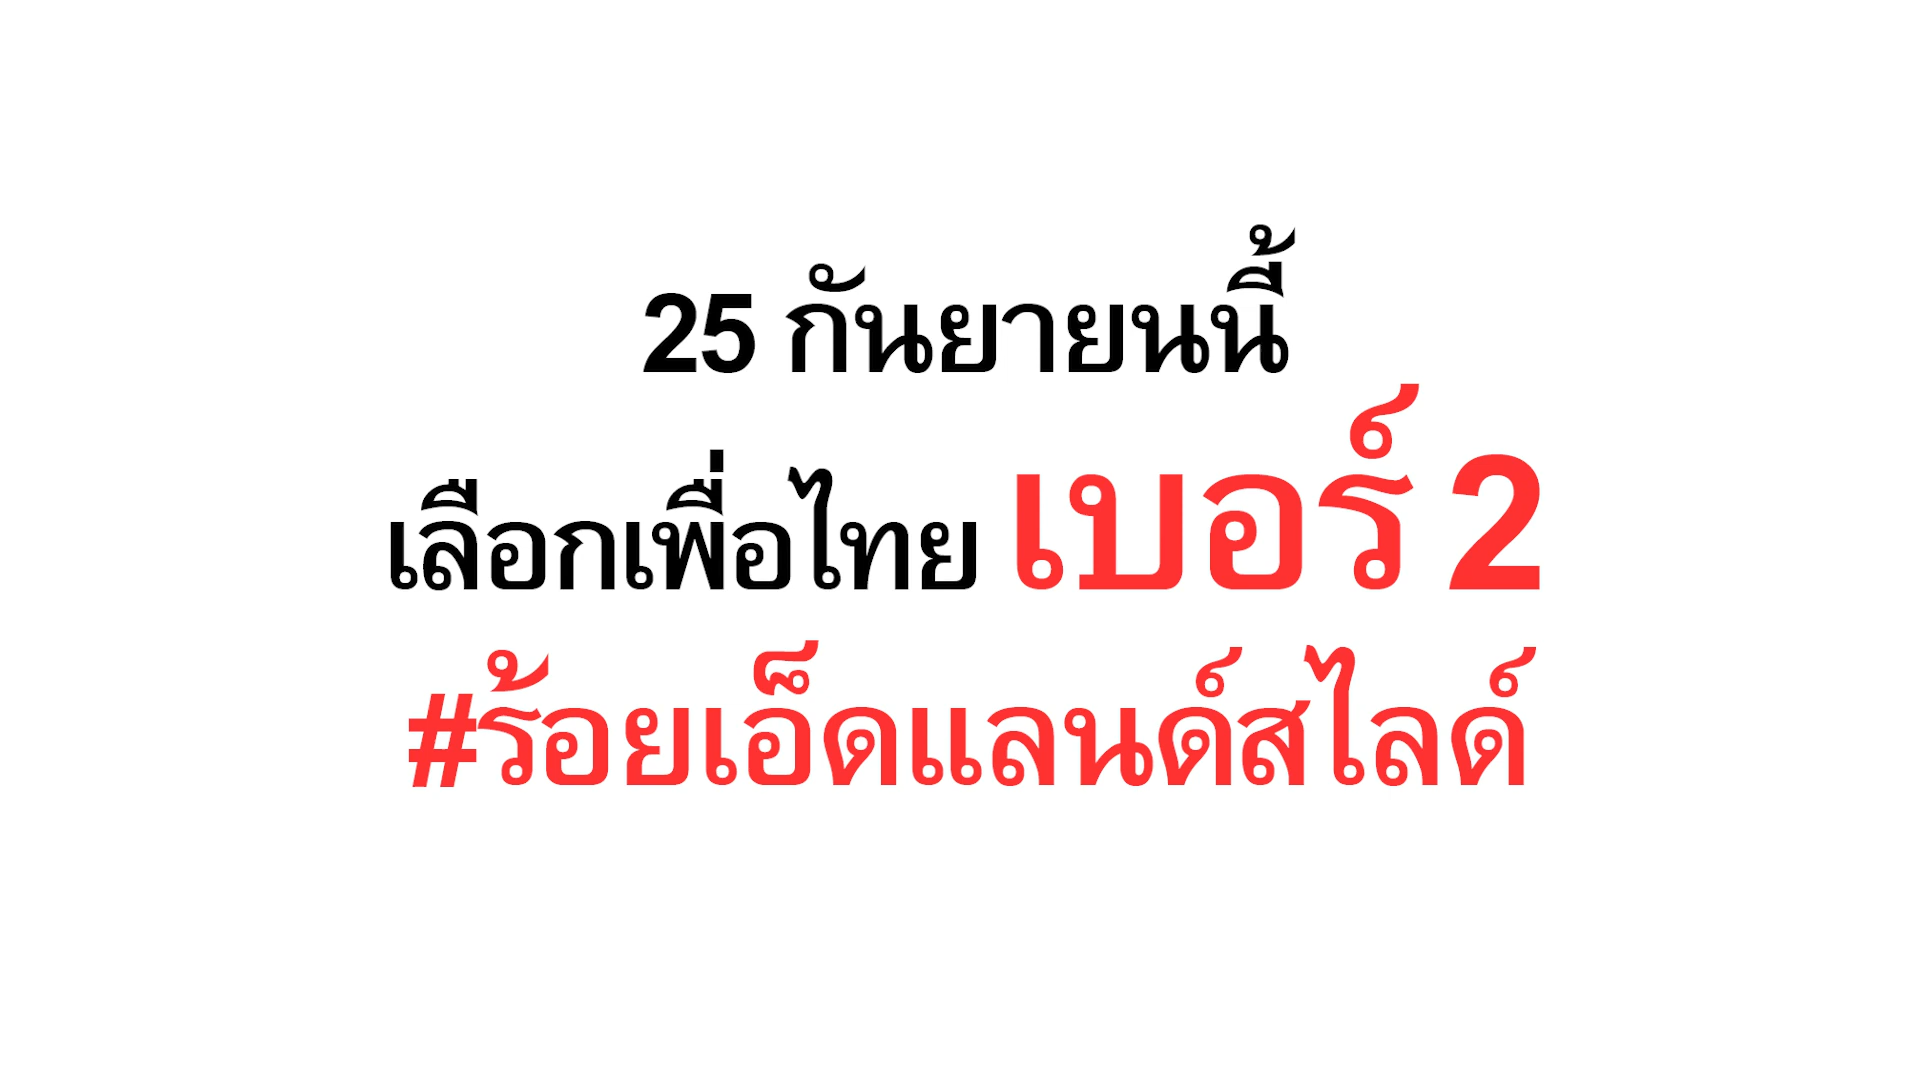 25 กันยายนนี้
เลือกเพื่อไทย เบอร์ 2
#ร้อยเอ็ดแลนด์สไลด์